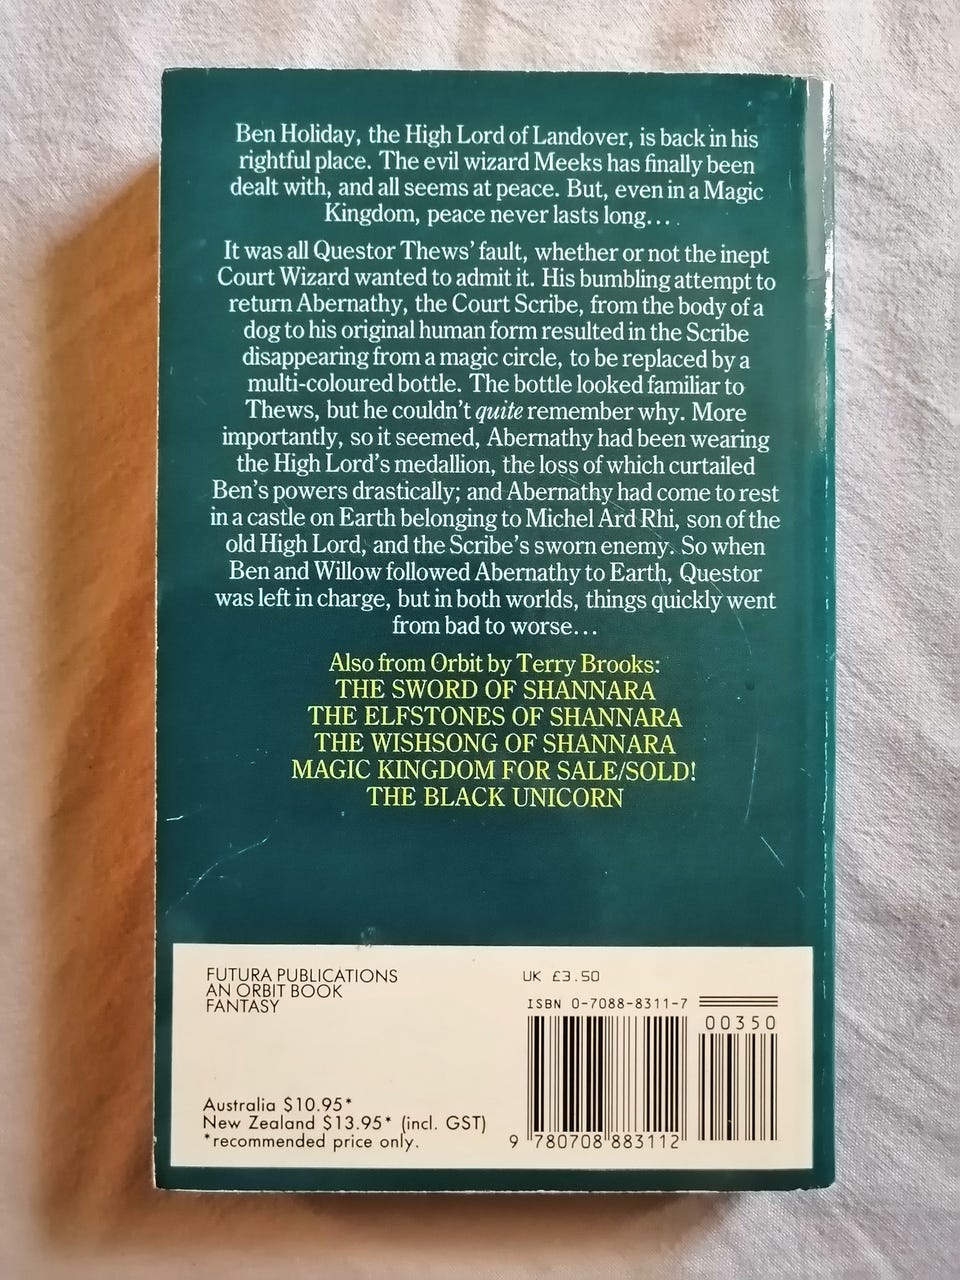 Ben Holiday, the High Lord of Landover, is back in his
rightful place. The evil wizard Meeks has finally been
dealt with, and all seems at peace. But, even in a Magic
Kingdom, peace never lasts long....
It was all Questor Thews' fault, whether or not the inept
Court Wizard wanted to admit it. His bumbling attempt to
return Abernathy, the Court Scribe, from the body of a
dog to his original human form resulted in the Scribe
disappearing from a magic circle, to be replaced by a
multi-coloured bottle. The bottle looked familiar to
Thews, but he couldn't quite remember why. More
importantly, so it seemed, Abernathy had been wearing
the High Lord's medallion, the loss of which curtailed
Ben's powers drastically; and Abernathy had come to rest
in a castle on Earth belonging to Michel Ard Rhi, son of the
old High Lord, and the Scribe's sworn enemy. So when
Ben and Willow followed Abernathy to Earth, Questor
was left in charge, but in both worlds, things quickly went
from bad to worse...
Also from Orbit by Terry Brooks:
THE SWORD OF SHANNARA
THE ELFSTONES OF SHANNARA
THE WISHSONG OF SHANNARA
MAGIC KINGDOM FOR SALE/SOLD!
THE BLACK UNICORN
FUTURA PUBLICATIONS
AN ORBIT BOOK
FANTASY
UK £3.50
ISBN 0-7088-8311-7
00350
Australia $10.95*
New Zealand $13.95* (incl. GST)
*recommended price only.
9 780708 883112